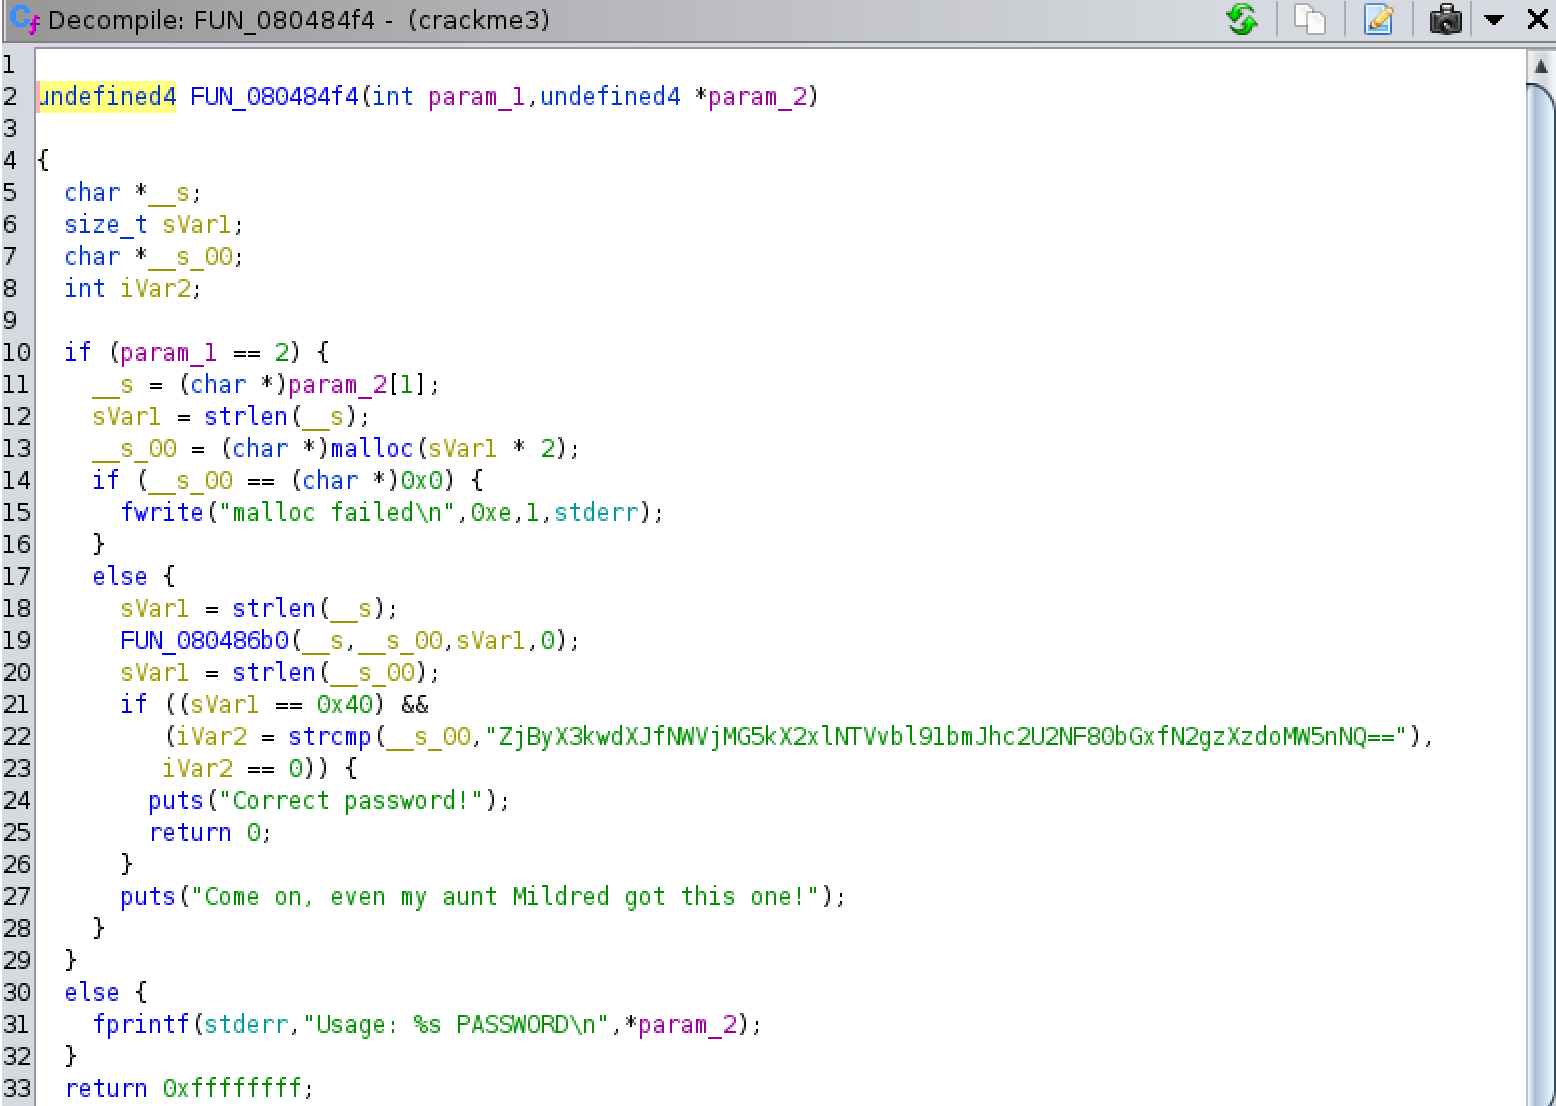 Decompile: FUN_080484f4 - (crackme3)
1
2 undefined4 FUN_080484f4(int param_1,undefined4 *param_2)
3
4 {
5 char *__s;
6 size_t sVar1;
7 char *__s_00;
8 int iVar2;
9
10 if (param_1 == 2) {
11 __s = (char *)param_2[1];
12 sVar1 = strlen(__s);
13 __s_00 = (char *)malloc(sVar1 * 2);
14 if (__s_00 == (char *)0x0) {
15 fwrite("malloc failed\n",0xe,1,stderr);
16 }
17 else {
18 sVar1 = strlen(__s);
19 FUN_080486b0(__s,__s_00,sVar1,0);
20 sVar1 = strlen(__s_00);
21 if ((sVar1 == 0x40) &&
22 (iVar2 = strcmp(__s_00,"ZjByX3kwdXJfNWVjMG5kX2xlNTVvbl91bmJhc2U2NF80bGxfN2gzXzdoMW5nNQ=="),
23 iVar2 == 0)) {
24 puts("Correct password!");
25 return 0;
26 }
27 puts("Come on, even my aunt Mildred got this one!");
28 }
29 }
30 else {
31 fprintf(stderr,"Usage: %s PASSWORD\n",*param_2);
32 }
33 return 0xffffffff;